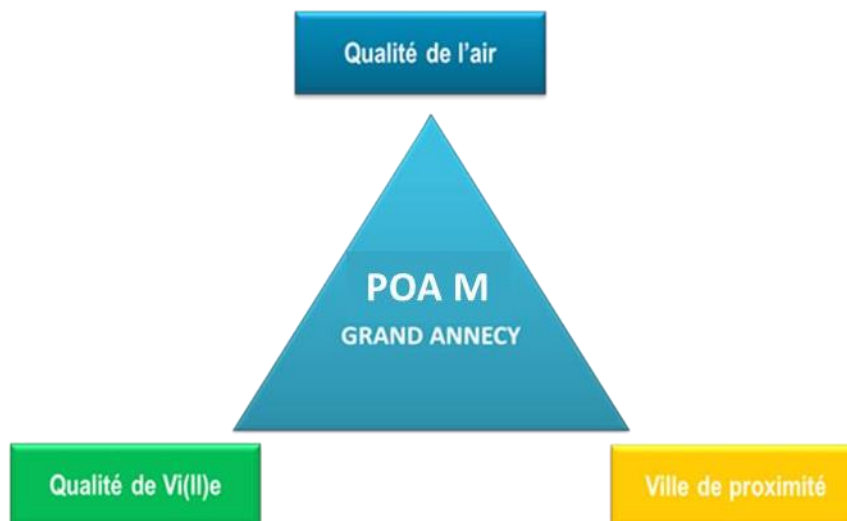 Qualité de l'air
POA M
GRAND ANNECY
Qualité de Vi(ll)e
Ville de proximité